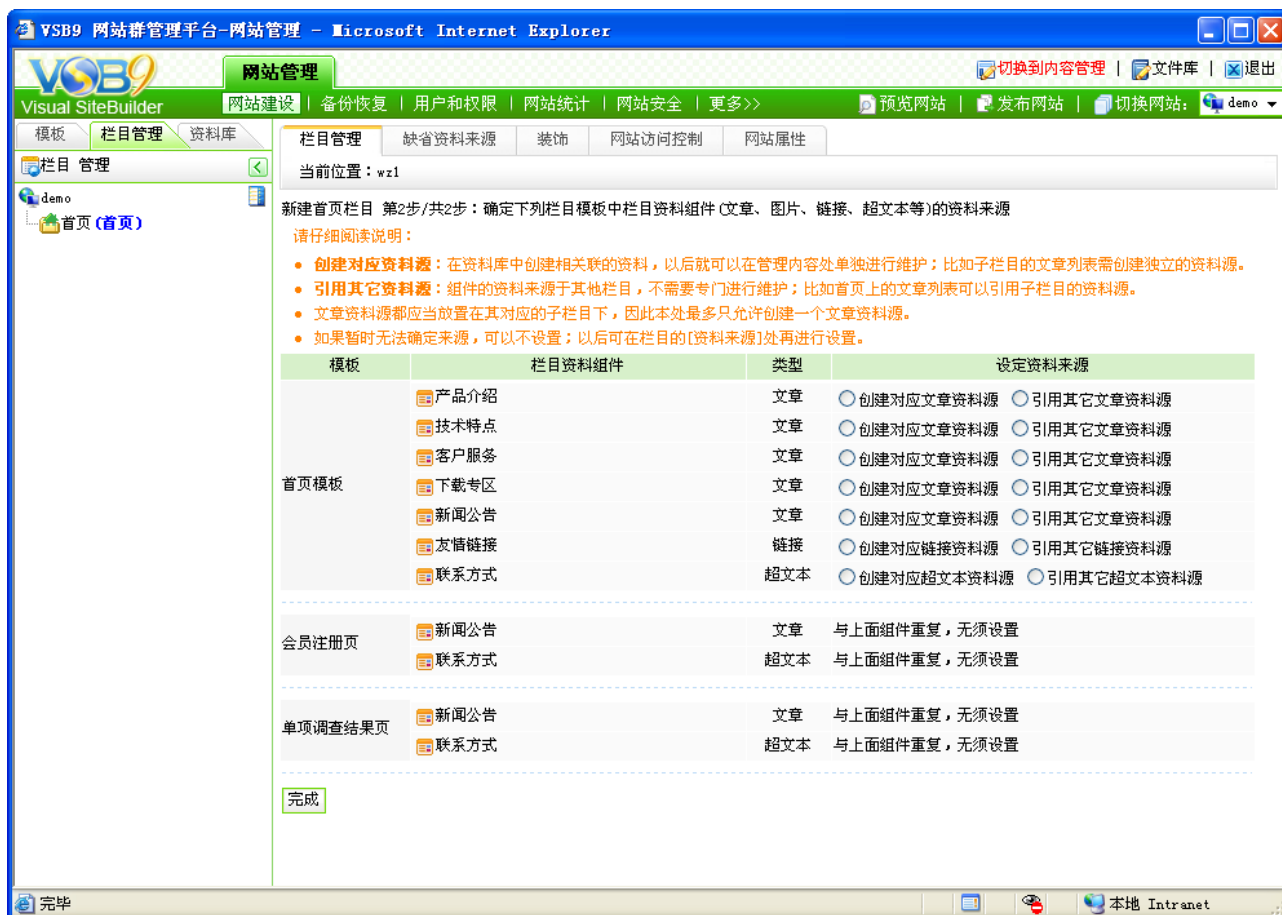 VSB9 网站群管理平台-网站管理 - Microsoft Internet Explorer
VSB9
Visual SiteBuilder
网站管理
切换到内容管理 | 文件库 | 退出
网站建设 | 备份恢复 | 用户和权限 | 网站统计 | 网站安全 | 更多>>
预览网站 | 发布网站 | 切换网站: demo
模板 栏目管理 资料库
栏目 管理
demo
首页 (首页)
栏目管理 缺省资料来源 装饰 网站访问控制 网站属性
当前位置:wz1
新建首页栏目 第2步/共2步:确定下列栏目模板中栏目资料组件(文章、图片、链接、超文本等)的资料来源
请仔细阅读说明:
• 创建对应资料源:在资料库中创建相关联的资料,以后就可以在管理内容处单独进行维护;比如子栏目的文章列表需创建独立的资料源。
• 引用其它资料源:组件的资料来源于其他栏目,不需要专门进行维护;比如首页上的文章列表可以引用子栏目的资料源。
• 文章资料源都应当放置在其对应的子栏目下,因此本处最多只允许创建一个文章资料源。
• 如果暂时无法确定来源,可以不设置;以后可在栏目的[资料来源]处再进行设置。
模板 栏目资料组件 类型 设定资料来源
首页模板
产品介绍 文章 创建对应文章资料源 引用其它文章资料源
技术特点 文章 创建对应文章资料源 引用其它文章资料源
客户服务 文章 创建对应文章资料源 引用其它文章资料源
下载专区 文章 创建对应文章资料源 引用其它文章资料源
新闻公告 文章 创建对应文章资料源 引用其它文章资料源
友情链接 链接 创建对应链接资料源 引用其它链接资料源
联系方式 超文本 创建对应超文本资料源 引用其它超文本资料源
会员注册页
新闻公告 文章 与上面组件重复,无须设置
联系方式 超文本 与上面组件重复,无须设置
单项调查结果页
新闻公告 文章 与上面组件重复,无须设置
联系方式 超文本 与上面组件重复,无须设置
完成
完毕
本地 Intranet